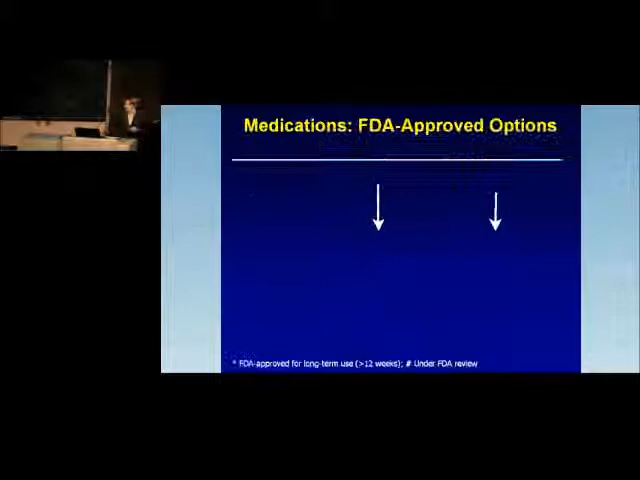 Medications: FDA-Approved Options
* FDA-approved for long-term use (>12 weeks); # Under FDA review